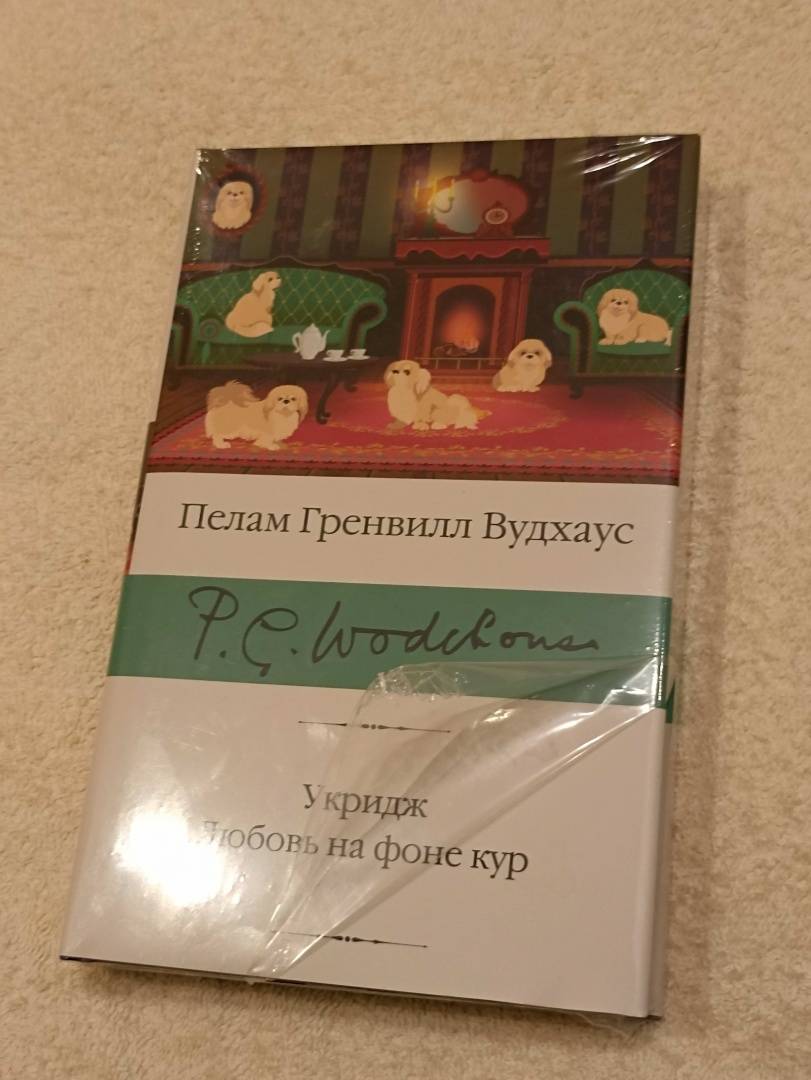 Пелам Гренвилл Вудхаус
P. G. Wodehouse
Укридж
Любовь на фоне кур